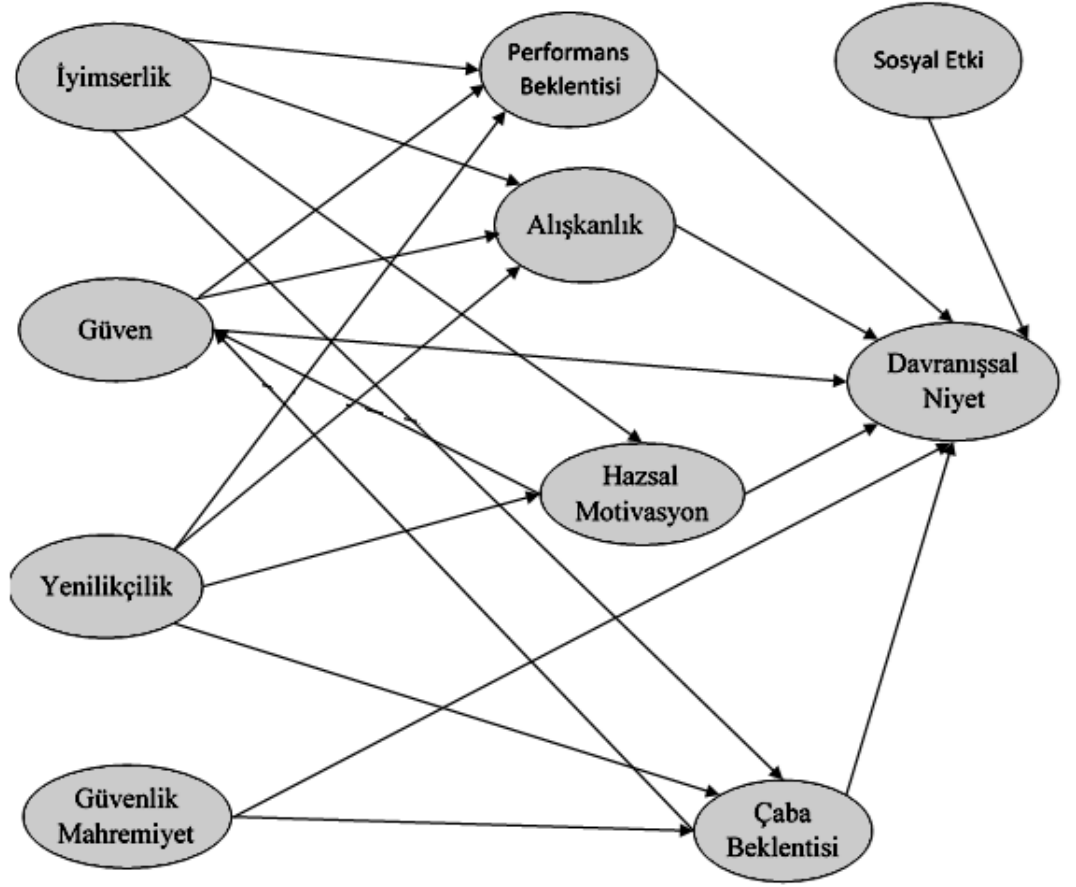 İyimserlik
Performans
Beklentisi
Sosyal Etki
Alışkanlık
Güven
Davranışsal
Niyet
Hazsal
Motivasyon
Yenilikçilik
Güvenlik
Mahremiyet
Çaba
Beklentisi